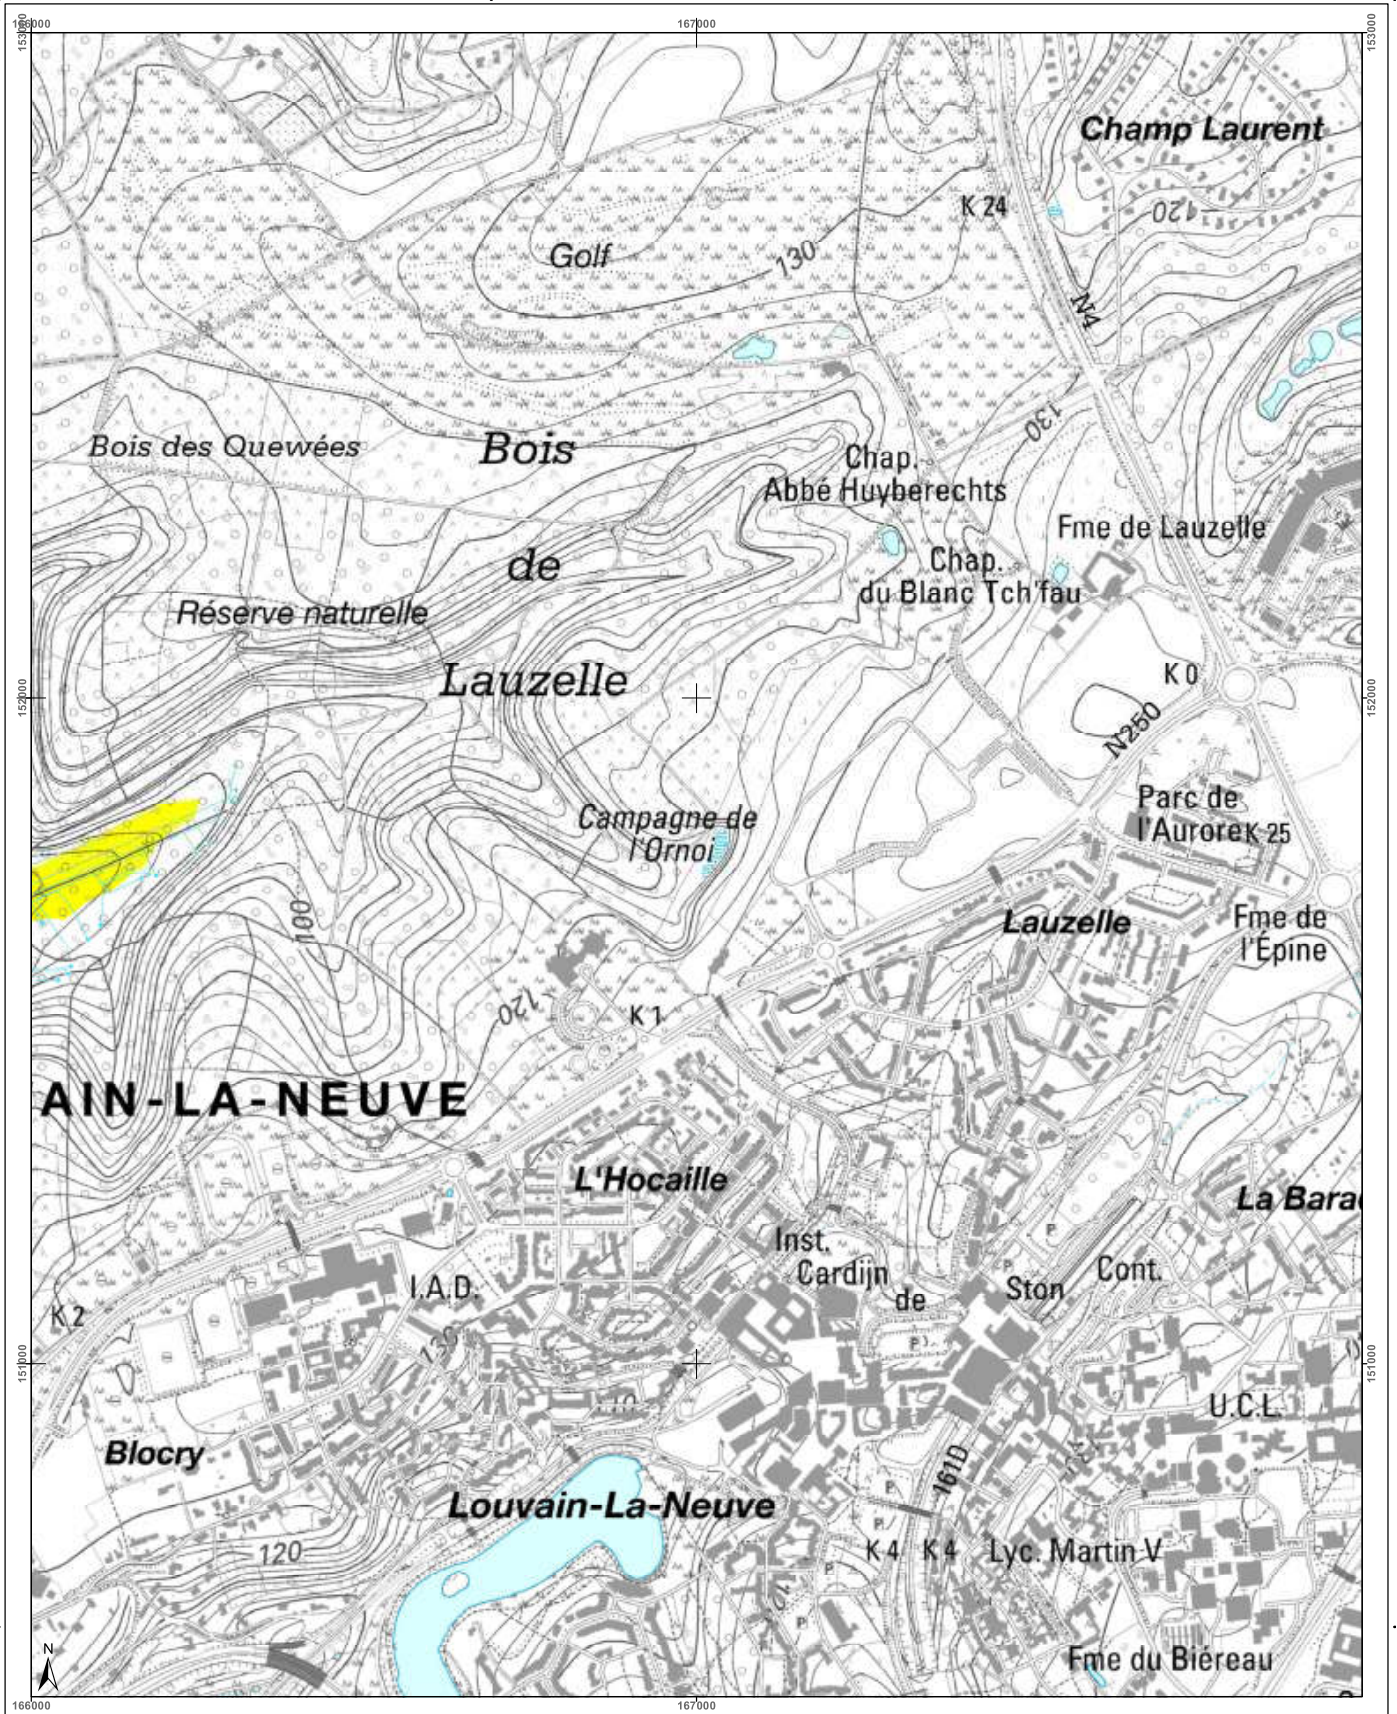 166000
167000
153000
153000
Champ Laurent
120
K 24
Golf
130
N4
130
Bois des Quewées
Bois
Chap.
Abbé Huyberechts
Fme de Lauzelle
de
Chap.
du Blanc Tch'fau
Réserve naturelle
Lauzelle
K 0
152000
152000
N250
Parc de
l'Aurore
K 25
Campagne de
l'Ornoi
100
Lauzelle
Fme de
l'Épine
120
K 1
AIN-LA-NEUVE
L'Hocaille
La Bara
Inst.
Cardijn
de
P
P
Ston
Cont.
I.A.D.
K 2
130
P
151000
151000
U.C.L.
Blocry
161D
Louvain-La-Neuve
P
P
120
K 4
K 4
Lyc. Martin V
P
P
Fme du Biéreau
N
166000
167000